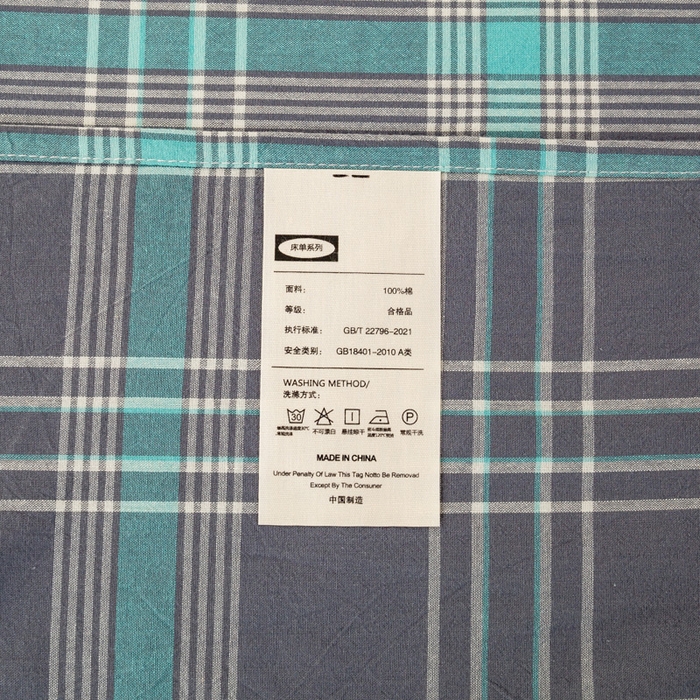 床单系列
面料： 100%棉
等级： 合格品
执行标准： GB/T 22796-2021
安全类别： GB18401-2010 A类
WASHING METHOD/
洗涤方式：
30
P
不可漂白 悬挂晾干 常规干洗
MADE IN CHINA
Under Penalty Of Law This Tag Notto Be Removad
Except By The Consuner
中国制造